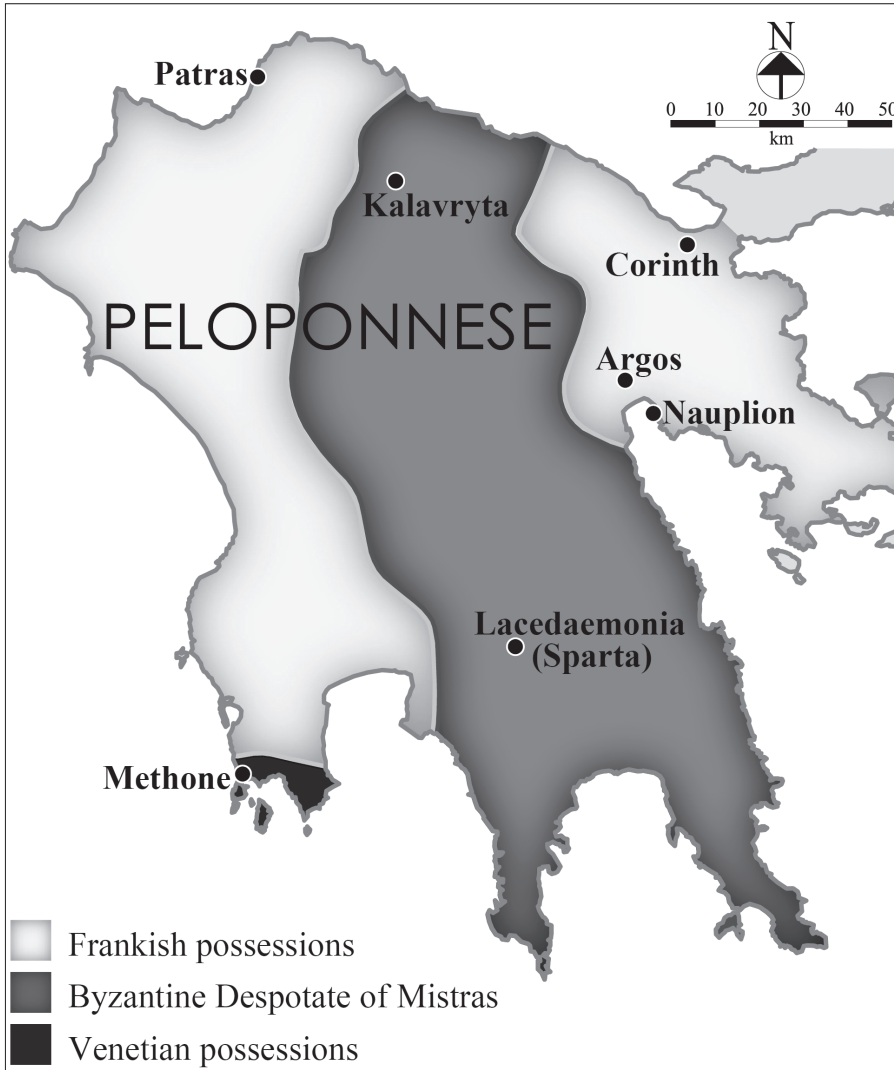 N
Patras
0 10 20 30 40 50
km
Kalavryta
Corinth
PELOPONNESE
Argos
Nauplion
Lacedaemonia
(Sparta)
Methone
Frankish possessions
Byzantine Despotate of Mistras
Venetian possessions